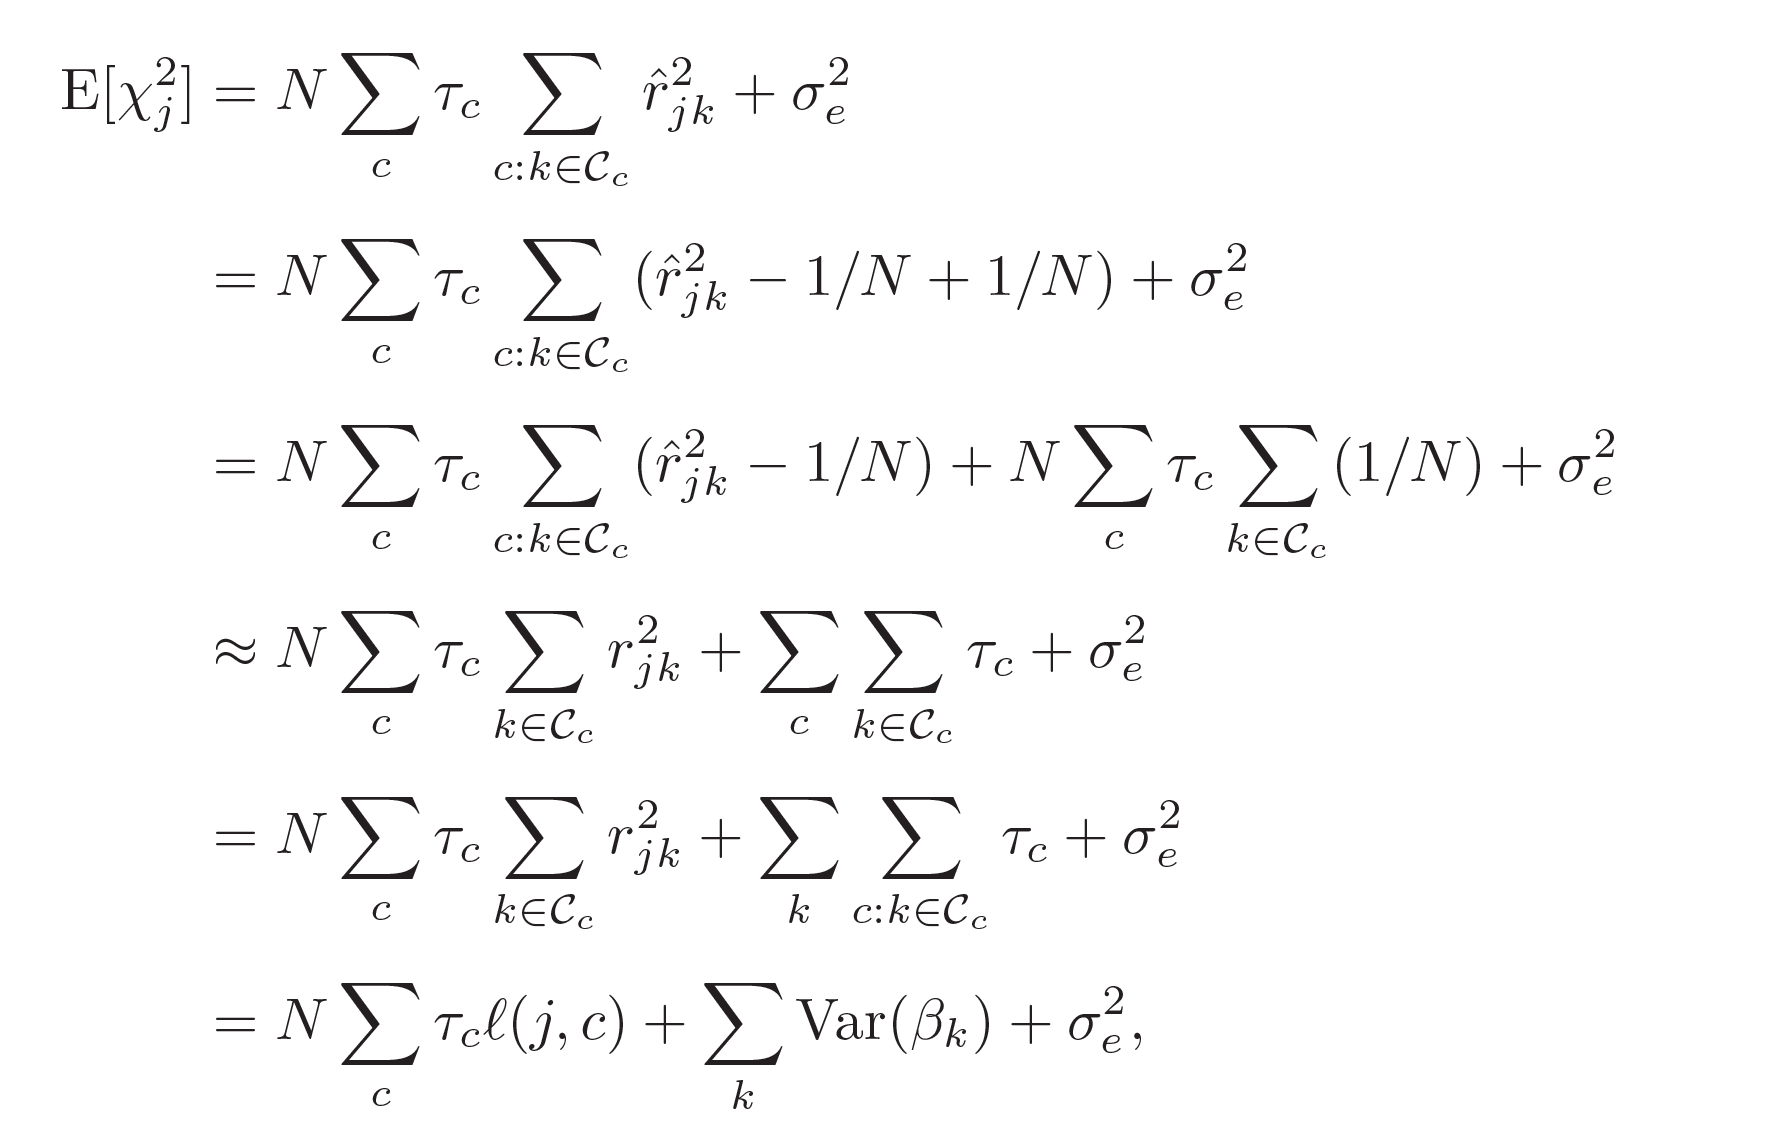 E[χ_j^2] = N ∑_c τ_c ∑_{c:k∈𝒞_c} r̂_{jk}^2 + σ_e^2
= N ∑_c τ_c ∑_{c:k∈𝒞_c} (r̂_{jk}^2 − 1/N + 1/N) + σ_e^2
= N ∑_c τ_c ∑_{c:k∈𝒞_c} (r̂_{jk}^2 − 1/N) + N ∑_c τ_c ∑_{k∈𝒞_c} (1/N) + σ_e^2
≈ N ∑_c τ_c ∑_{k∈𝒞_c} r_{jk}^2 + ∑_c ∑_{k∈𝒞_c} τ_c + σ_e^2
= N ∑_c τ_c ∑_{k∈𝒞_c} r_{jk}^2 + ∑_k ∑_{c:k∈𝒞_c} τ_c + σ_e^2
= N ∑_c τ_c ℓ(j, c) + ∑_k Var(β_k) + σ_e^2,